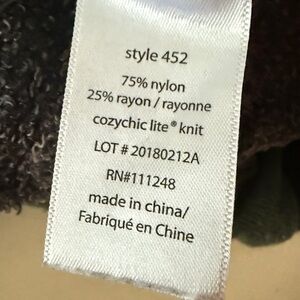 style 452
75% nylon
25% rayon / rayonne
cozychic lite® knit
LOT # 20180212A
RN#111248
made in china/
Fabriqué en Chine